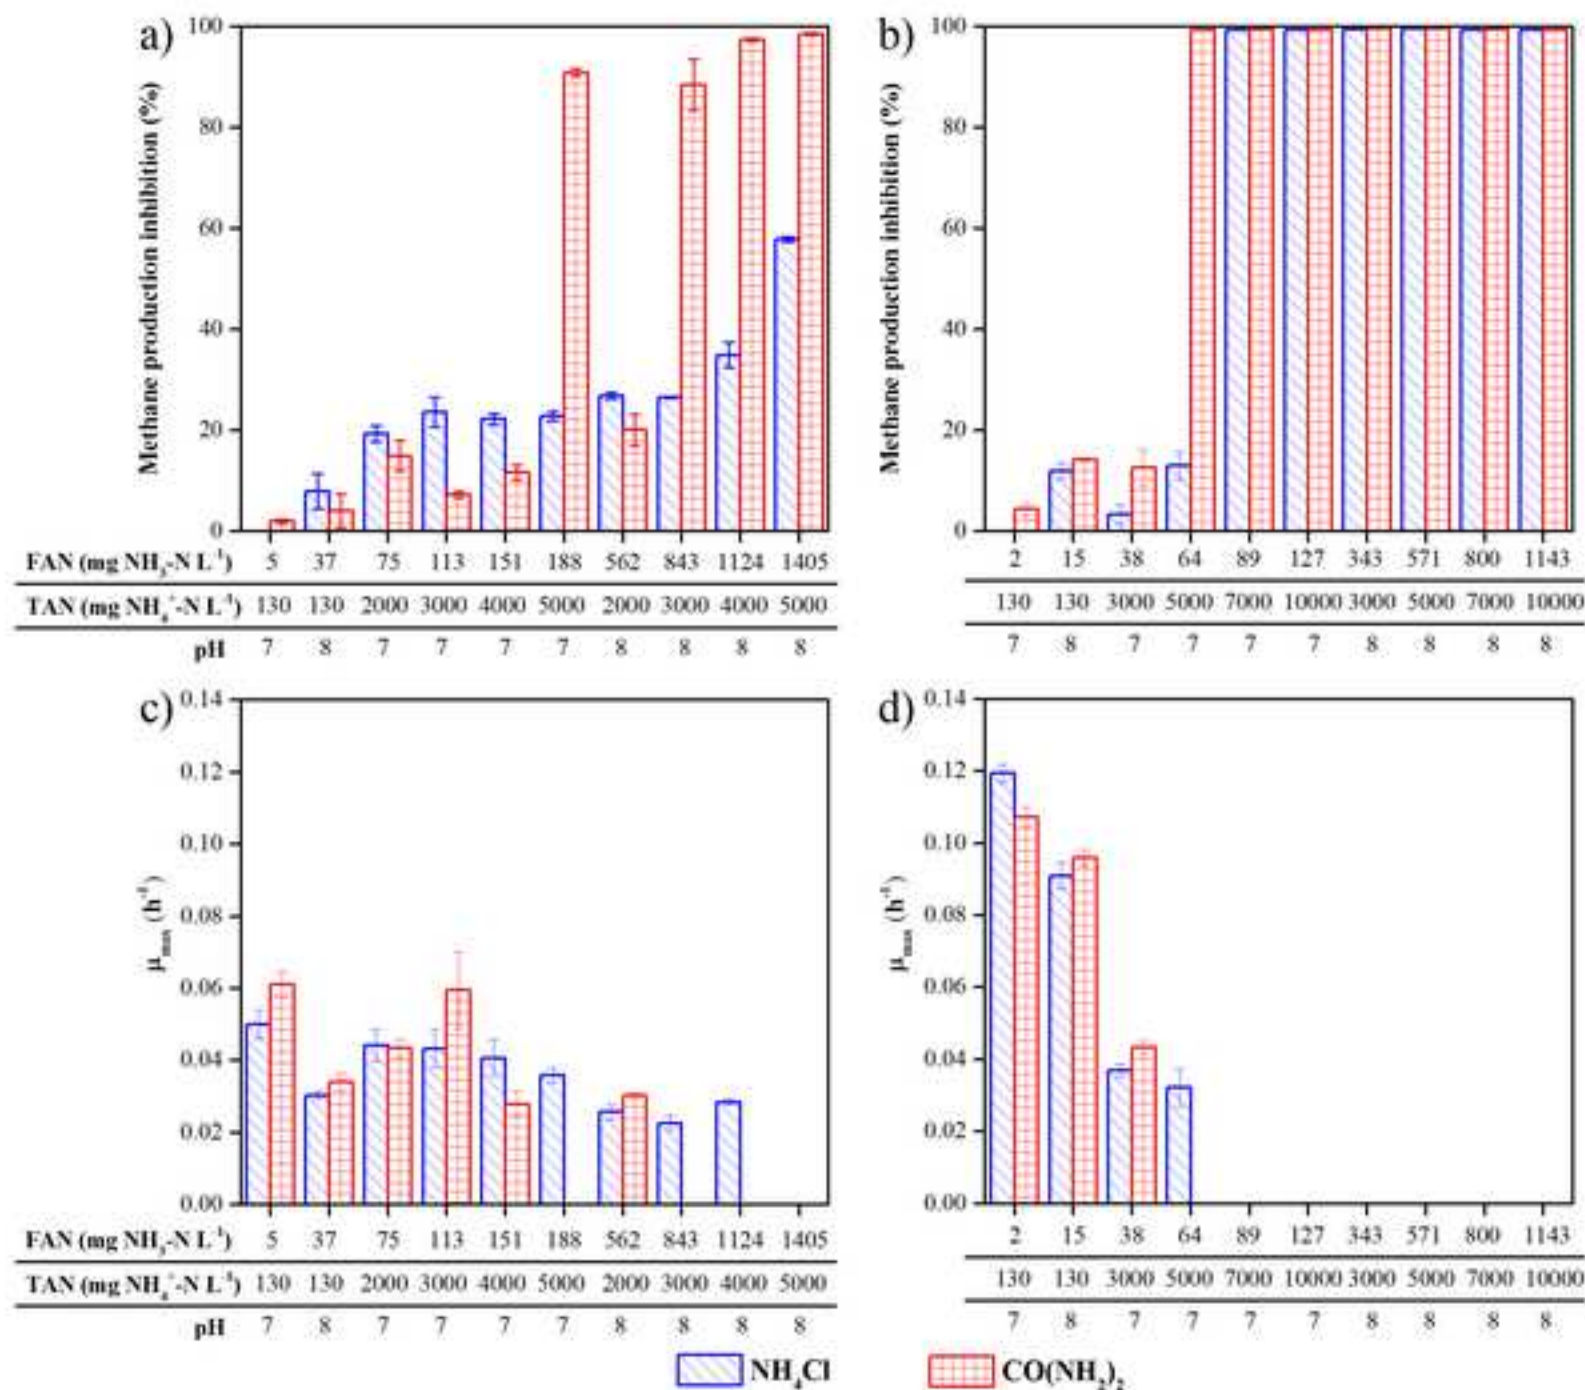 a)
Methane production inhibition (%)
100
80
60
40
20
0
FAN (mg NH₃-N L⁻¹) 5 37 75 113 151 188 562 843 1124 1405
TAN (mg NH₄⁺-N L⁻¹) 130 130 2000 3000 4000 5000 2000 3000 4000 5000
pH 7 8 7 7 7 7 8 8 8 8
b)
Methane production inhibition (%)
100
80
60
40
20
0
2 15 38 64 89 127 343 571 800 1143
130 130 3000 5000 7000 10000 3000 5000 7000 10000
7 8 7 7 7 7 8 8 8 8
c)
μmax (h⁻¹)
0.14
0.12
0.10
0.08
0.06
0.04
0.02
0.00
FAN (mg NH₃-N L⁻¹) 5 37 75 113 151 188 562 843 1124 1405
TAN (mg NH₄⁺-N L⁻¹) 130 130 2000 3000 4000 5000 2000 3000 4000 5000
pH 7 8 7 7 7 7 8 8 8 8
d)
μmax (h⁻¹)
0.14
0.12
0.10
0.08
0.06
0.04
0.02
0.00
2 15 38 64 89 127 343 571 800 1143
130 130 3000 5000 7000 10000 3000 5000 7000 10000
7 8 7 7 7 7 8 8 8 8
NH₄Cl CO(NH₂)₂